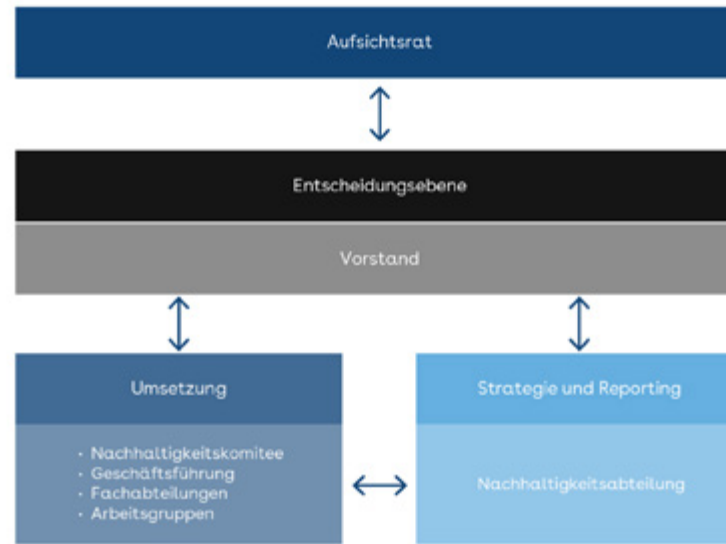 Aufsichtsrat
Entscheidungsebene
Vorstand
Umsetzung
· Nachhaltigkeitskomitee
· Geschäftsführung
· Fachabteilungen
· Arbeitsgruppen
Strategie und Reporting
Nachhaltigkeitsabteilung